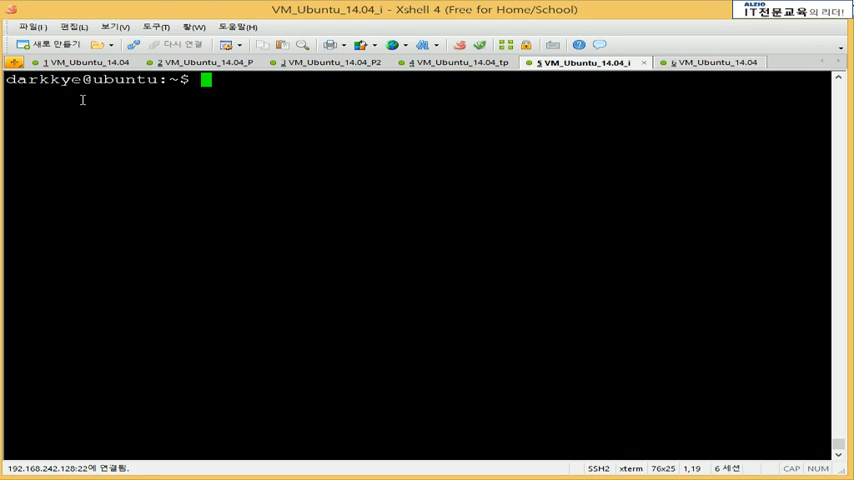 VM_Ubuntu_14.04_i - Xshell 4 (Free for Home/School)
ALZIO
IT전문교육의 리더!
파일(F) 편집(E) 보기(V) 도구(T) 창(W) 도움말(H)
새로 만들기 다시 연결
1 VM_Ubuntu_14.04 2 VM_Ubuntu_14.04_P 3 VM_Ubuntu_14.04_P2 4 VM_Ubuntu_14.04_tp 5 VM_Ubuntu_14.04_i × 6 VM_Ubuntu_14.04
darkkye@ubuntu:~$
192.168.242.128:22에 연결됨. SSH2 xterm 76x25 1,19 6 세션 CAP NUM